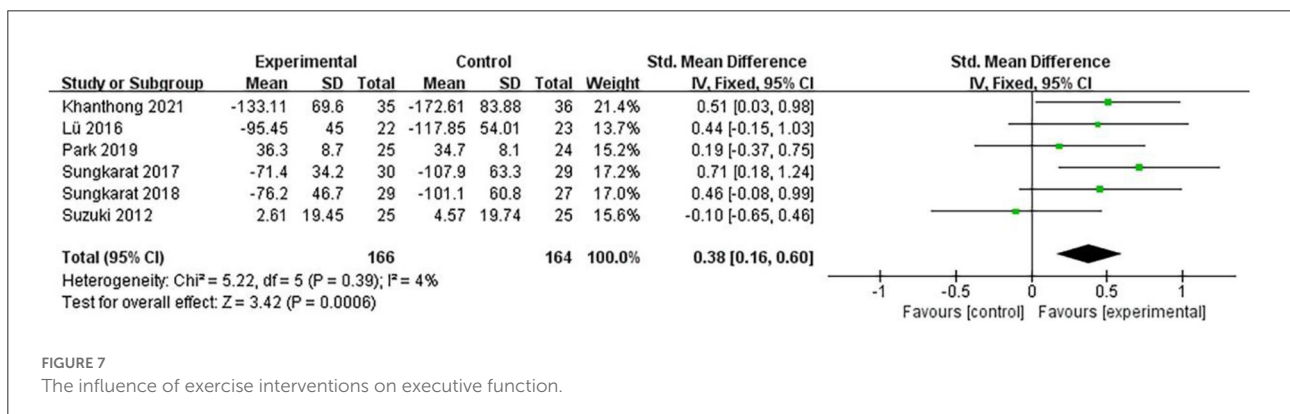 Experimental Control Std. Mean Difference Std. Mean Difference
Study or Subgroup Mean SD Total Mean SD Total Weight IV, Fixed, 95% CI IV, Fixed, 95% CI
Khanthong 2021 -133.11 69.6 35 -172.61 83.88 36 21.4% 0.51 [0.03, 0.98]
Lü 2016 -95.45 45 22 -117.85 54.01 23 13.7% 0.44 [-0.15, 1.03]
Park 2019 36.3 8.7 25 34.7 8.1 24 15.2% 0.19 [-0.37, 0.75]
Sungkarat 2017 -71.4 34.2 30 -107.9 63.3 29 17.2% 0.71 [0.18, 1.24]
Sungkarat 2018 -76.2 46.7 29 -101.1 60.8 27 17.0% 0.46 [-0.08, 0.99]
Suzuki 2012 2.61 19.45 25 4.57 19.74 25 15.6% -0.10 [-0.65, 0.46]
Total (95% CI) 166 164 100.0% 0.38 [0.16, 0.60]
Heterogeneity: Chi² = 5.22, df = 5 (P = 0.39); I² = 4%
Test for overall effect: Z = 3.42 (P = 0.0006)
-1 -0.5 0 0.5 1
Favours [control] Favours [experimental]
FIGURE 7
The influence of exercise interventions on executive function.